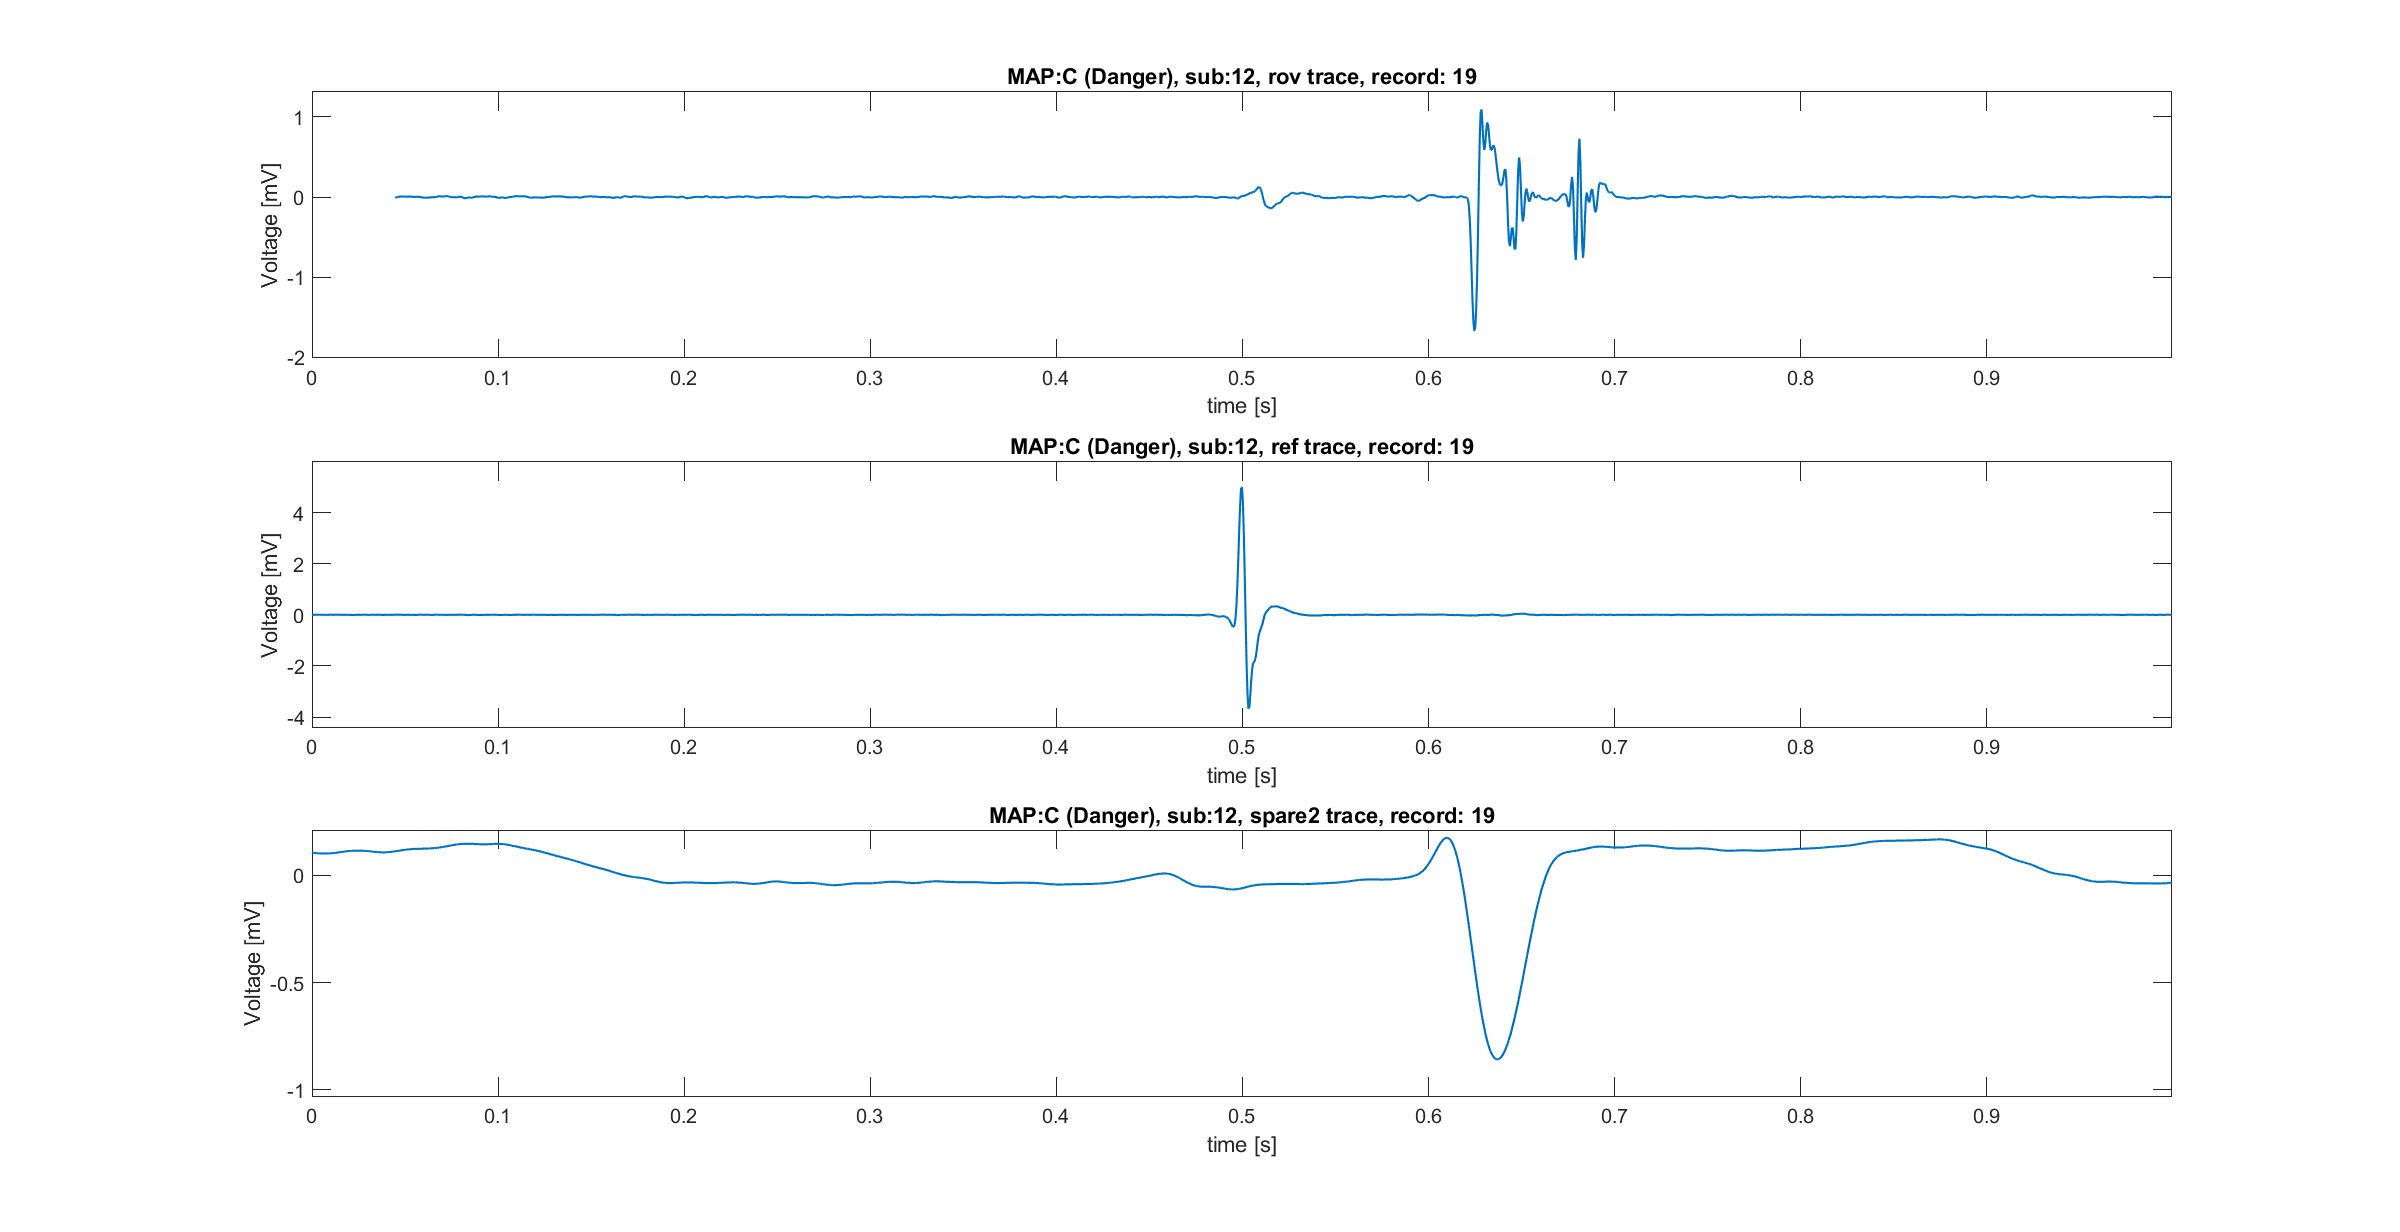 MAP:C (Danger), sub:12, rov trace, record: 19
Voltage [mV]
1
0
-1
-2
0 0.1 0.2 0.3 0.4 0.5 0.6 0.7 0.8 0.9
time [s]
MAP:C (Danger), sub:12, ref trace, record: 19
Voltage [mV]
4
2
0
-2
-4
0 0.1 0.2 0.3 0.4 0.5 0.6 0.7 0.8 0.9
time [s]
MAP:C (Danger), sub:12, spare2 trace, record: 19
Voltage [mV]
0
-0.5
-1
0 0.1 0.2 0.3 0.4 0.5 0.6 0.7 0.8 0.9
time [s]